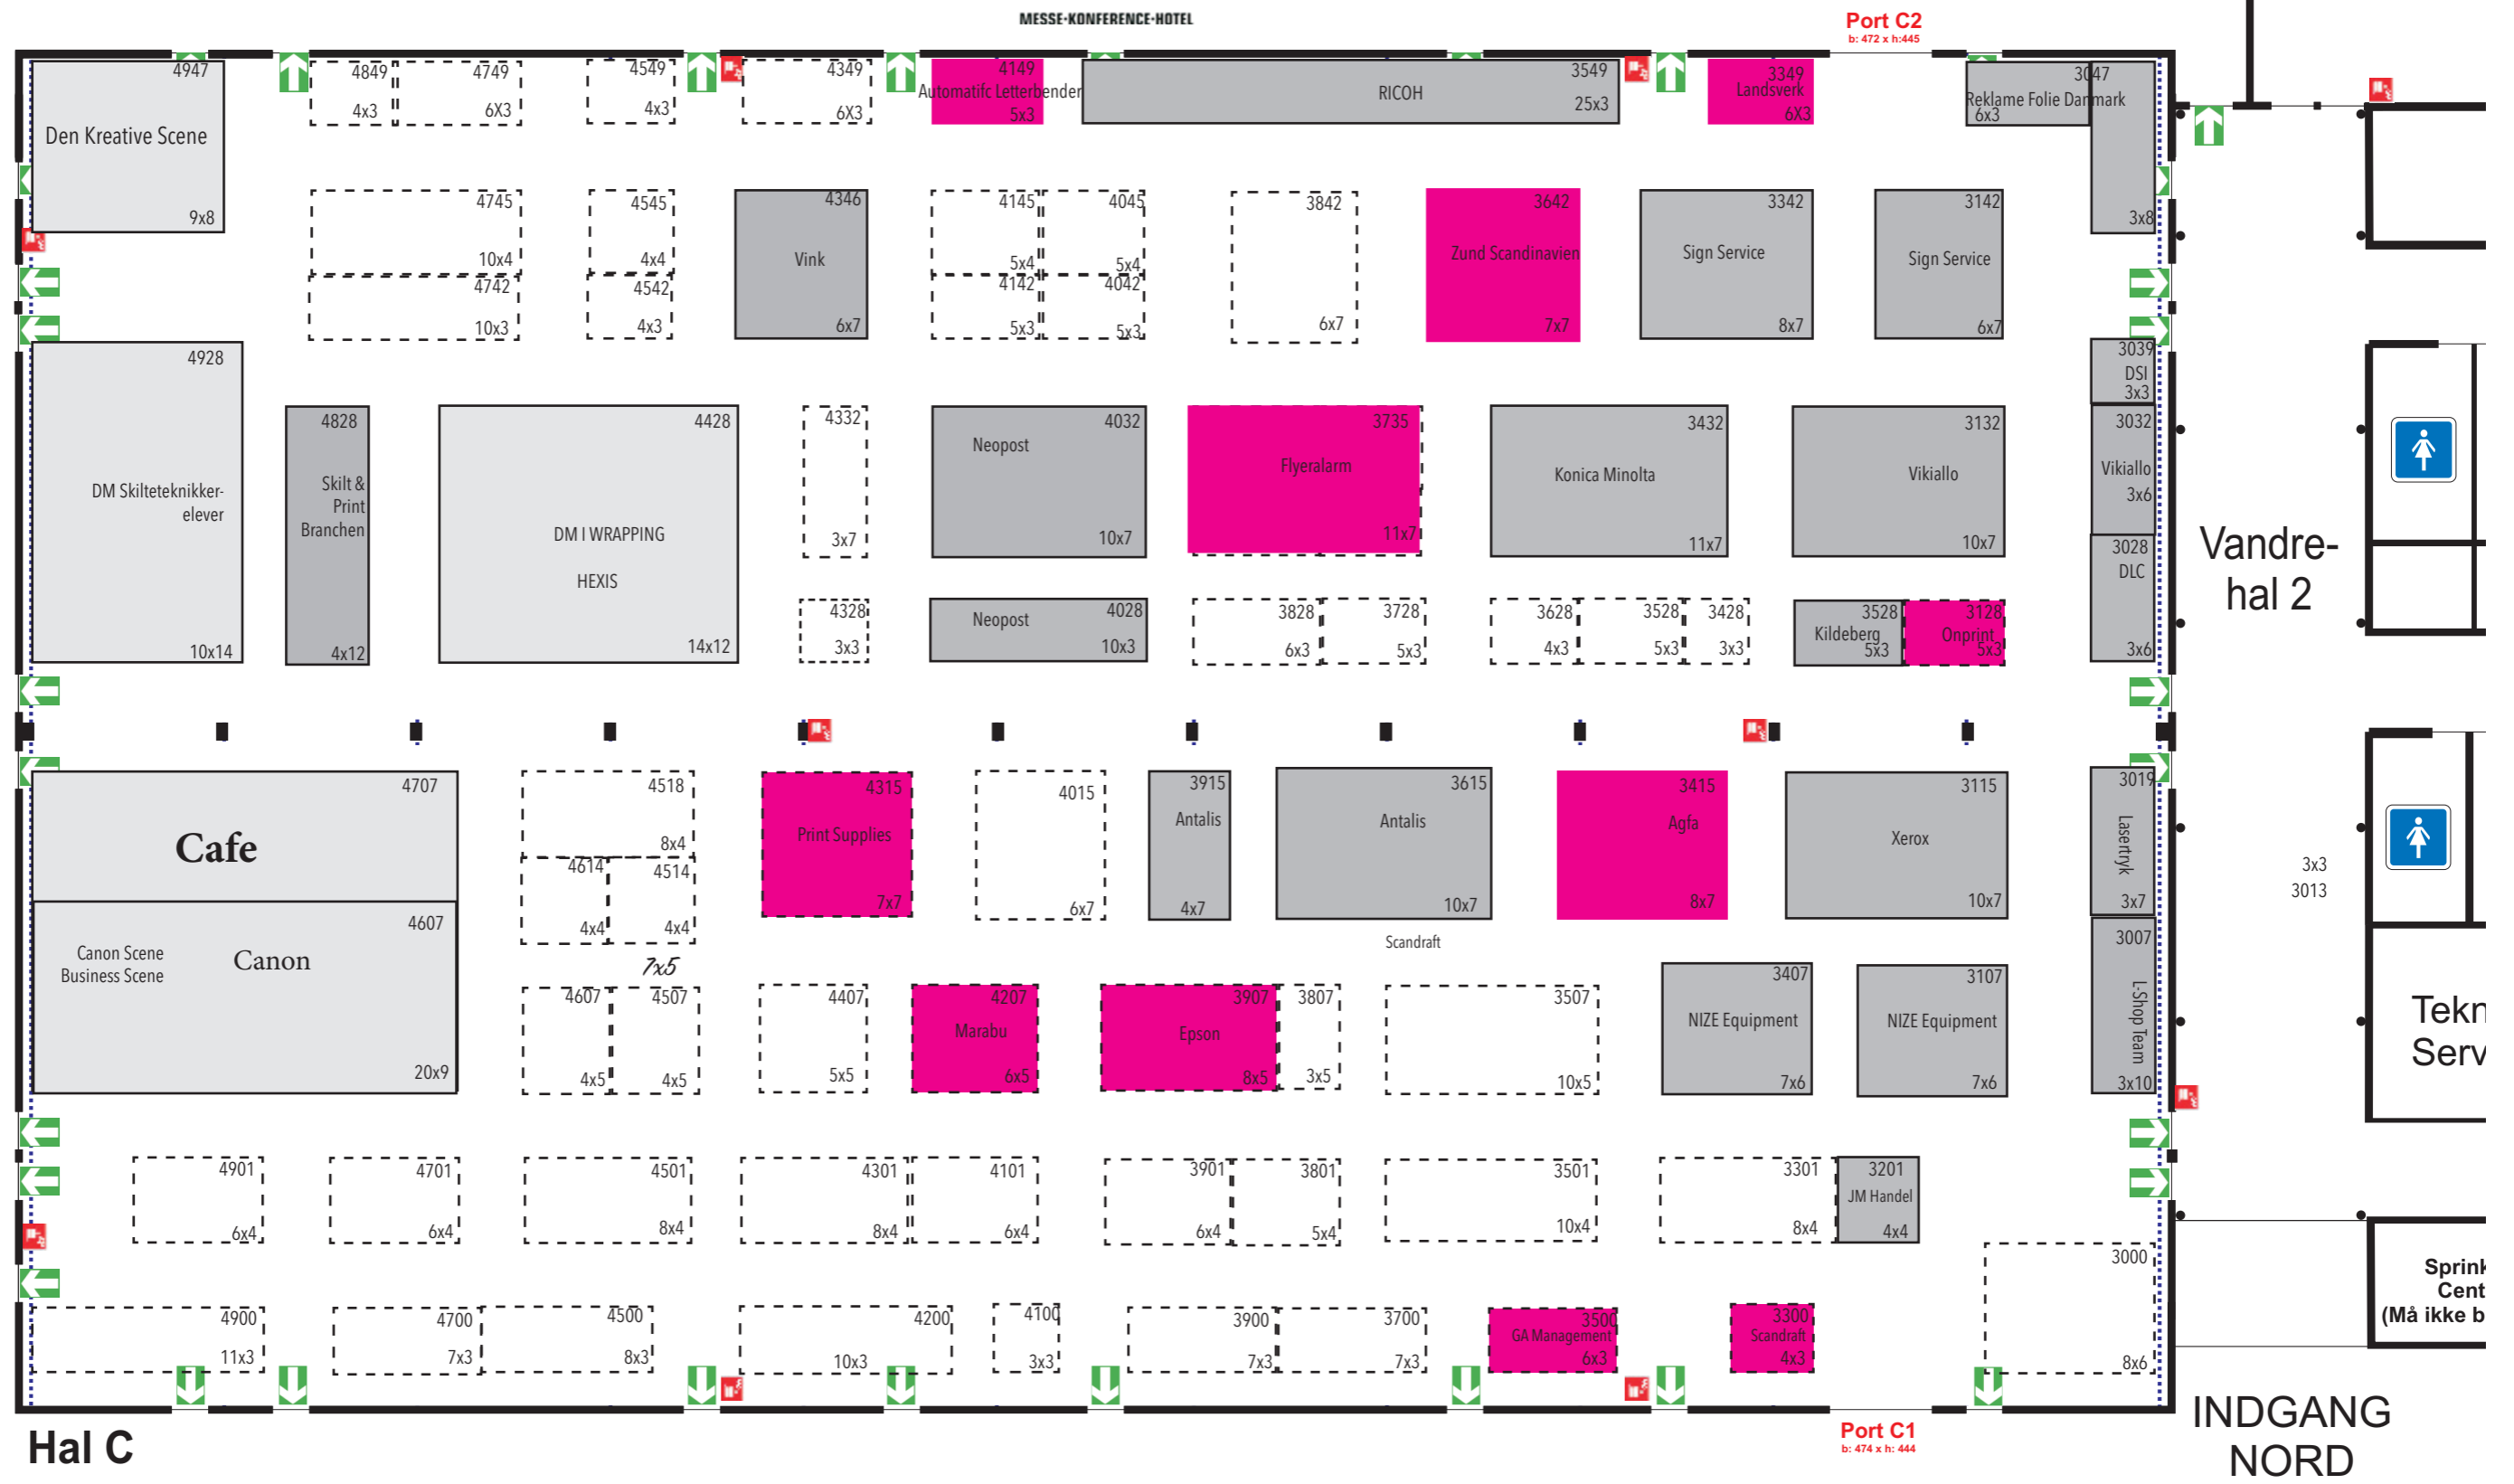 MESSE•KONFERENCE•HOTEL
Port C2
b: 472 x h:445
4947
Den Kreative Scene
9x8
4849
4x3
4749
6X3
4549
4x3
4349
6X3
4149
Automatifc Letterbender
5x3
3549
RICOH
25x3
3349
Landsverk
6X3
3047
Reklame Folie Danmark
6x3
3x8
4745
10x4
4742
10x3
4545
4x4
4542
4x3
4346
Vink
6x7
4145
5x4
4045
5x4
4142
5x3
4042
5x3
3842
6x7
3642
Zund Scandinavien
7x7
3342
Sign Service
8x7
3142
Sign Service
6x7
3039
DSI
3x3
4928
DM Skilteteknikker-
elever
10x14
4828
Skilt &
Print
Branchen
4x12
4428
DM I WRAPPING
HEXIS
14x12
4332
3x7
4328
3x3
4032
Neopost
10x7
4028
Neopost
10x3
3735
Flyeralarm
11x7
3432
Konica Minolta
11x7
3132
Vikiallo
10x7
3032
Vikiallo
3x6
3028
DLC
3x6
3828
6x3
3728
5x3
3628
4x3
3528
5x3
3428
3x3
3528
Kildeberg
5x3
3128
Onprint
5x3
Vandre-
hal 2
4707
Cafe
4607
Canon Scene
Business Scene
Canon
20x9
4518
8x4
4614
4x4
4514
4x4
7x5
4315
Print Supplies
7x7
4015
6x7
3915
Antalis
4x7
3615
Antalis
10x7
Scandraft
3415
Agfa
8x7
3115
Xerox
10x7
3019
Lasertryk
3x7
3x3
3013
4607
4x5
4507
4x5
4407
5x5
4207
Marabu
6x5
3907
Epson
8x5
3807
3x5
3507
10x5
3407
NIZE Equipment
7x6
3107
NIZE Equipment
7x6
3007
L-Shop Team
3x10
Tekn
Serv
4901
6x4
4701
6x4
4501
8x4
4301
8x4
4101
6x4
3901
6x4
3801
5x4
3501
10x4
3301
8x4
3201
JM Handel
4x4
3000
8x6
Sprink
Cent
(Må ikke b
4900
11x3
4700
7x3
4500
8x3
4200
10x3
4100
3x3
3900
7x3
3700
7x3
3500
GA Management
6x3
3300
Scandraft
4x3
Hal C
Port C1
b: 474 x h: 444
INDGANG
NORD